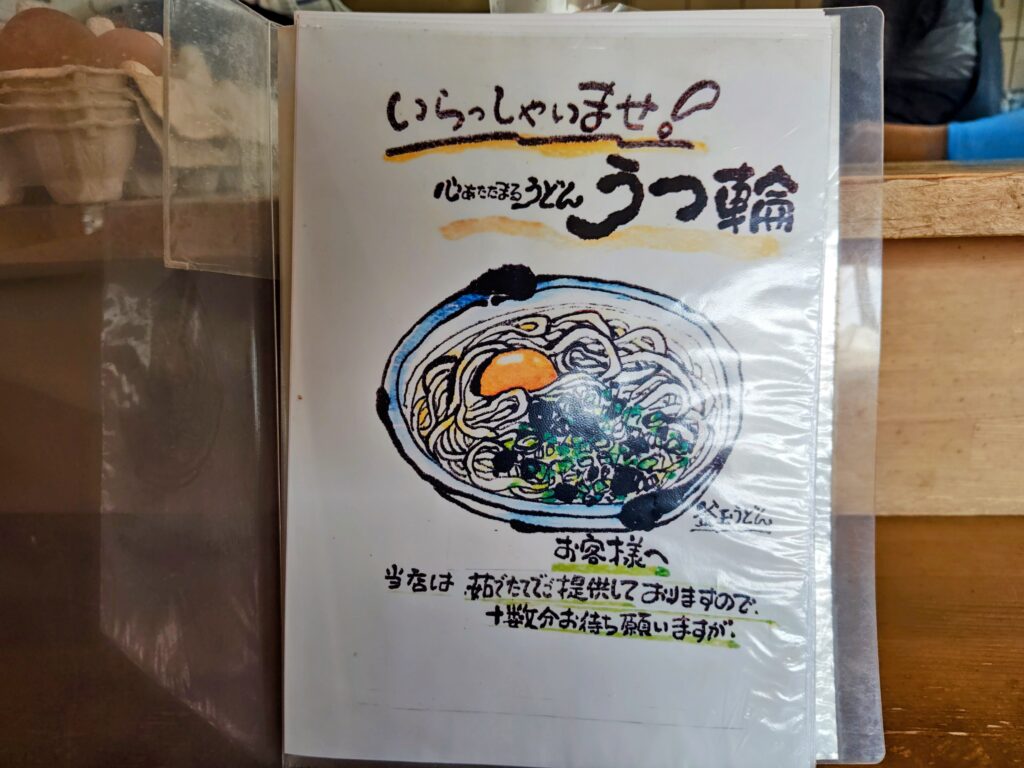 いらっしゃいませ!
心あたたまるうどん うつ輪
釜玉うどん
お客様へ
当店は 茹でたてでご提供しておりますので、
十数分お待ち願いますが、